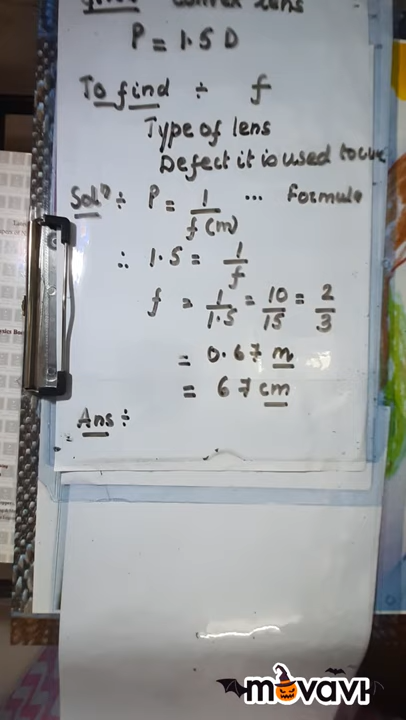 Given convex lens
P = 1.5 D
To find ÷ f
Type of lens
Defect it is used to cure
Solⁿ ÷ P = 1/f(m) ... Formula
∴ 1.5 = 1/f
f = 1/1.5 = 10/15 = 2/3
= 0.67 m
= 67 cm
Ans ÷
movavi